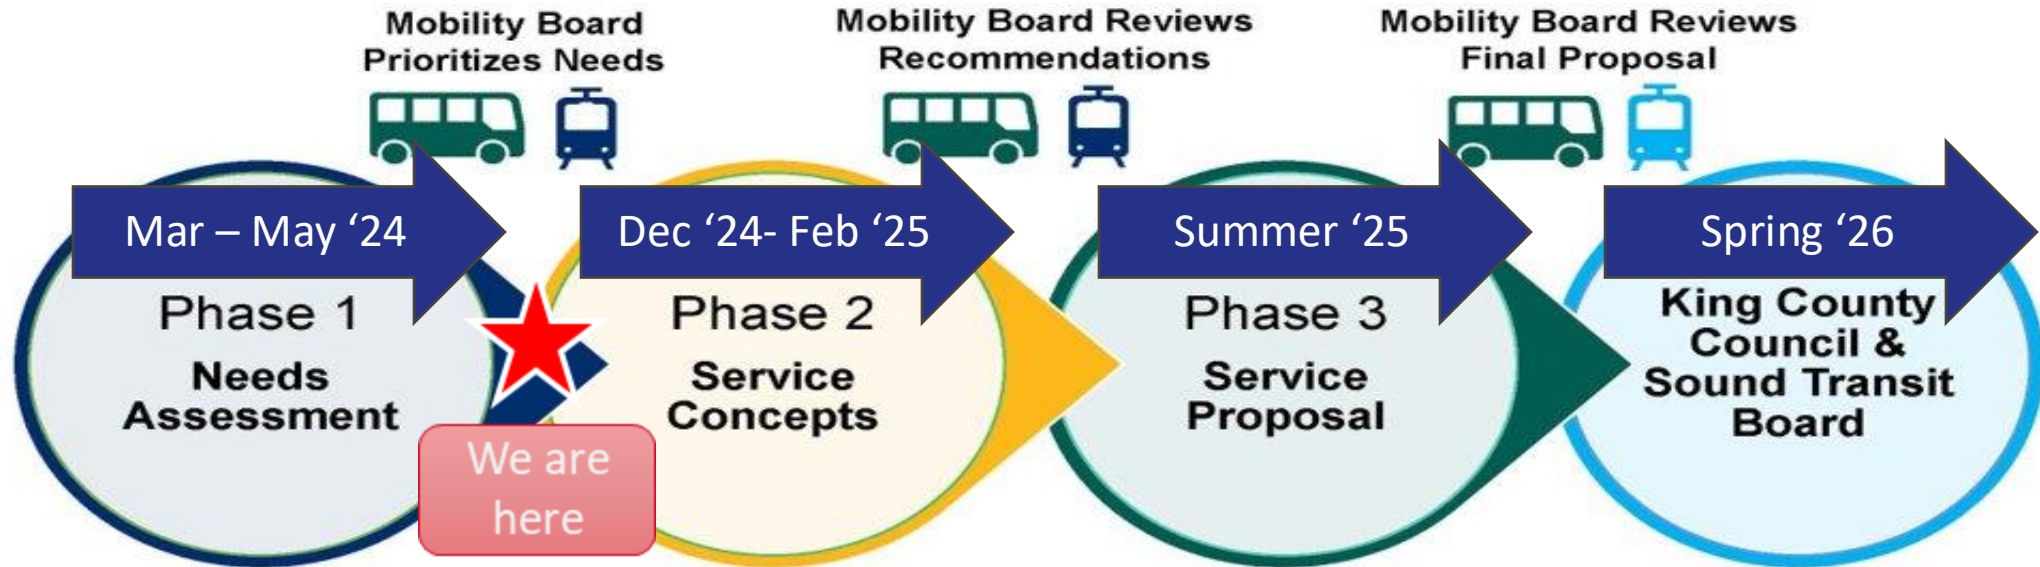 Mobility Board
Prioritizes Needs
Mobility Board Reviews
Recommendations
Mobility Board Reviews
Final Proposal
Mar – May ‘24
Dec ‘24- Feb ‘25
Summer ‘25
Spring ‘26
Phase 1
Needs
Assessment
We are
here
Phase 2
Service
Concepts
Phase 3
Service
Proposal
King County
Council &
Sound Transit
Board